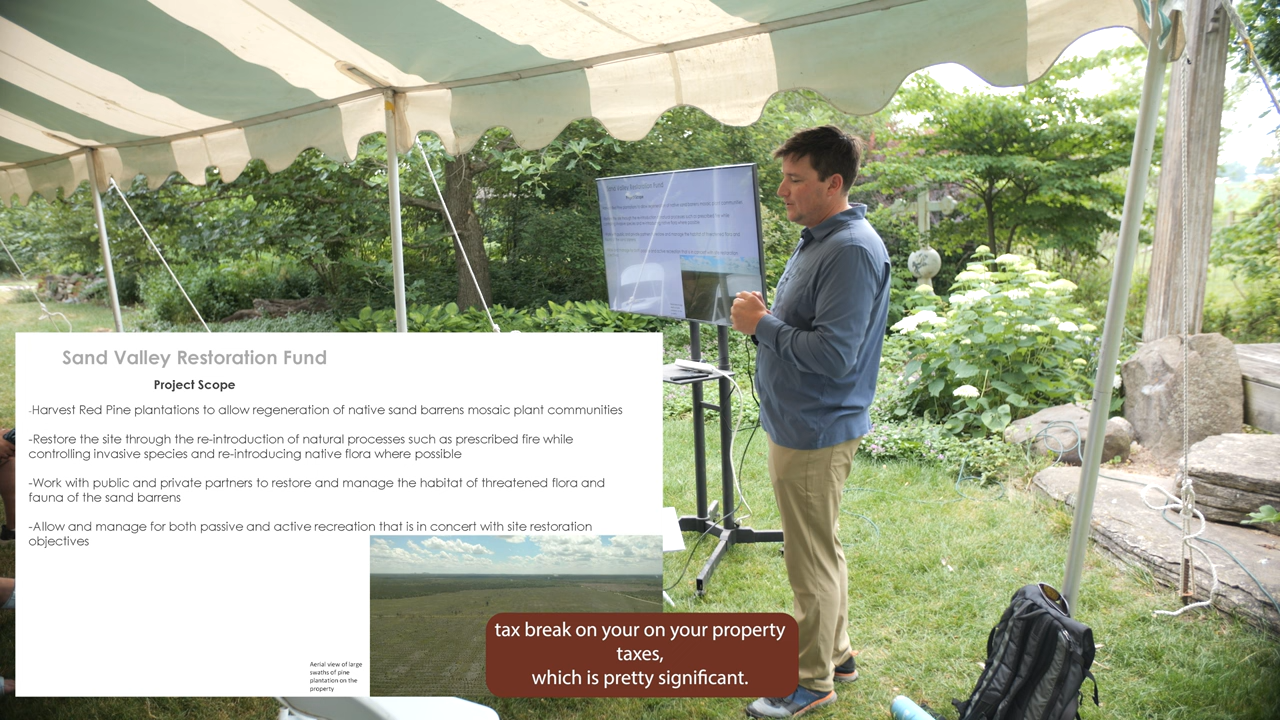 Sand Valley Restoration Fund
Project Scope
-Harvest Red Pine plantations to allow regeneration of native sand barrens mosaic plant communities
-Restore the site through the re-introduction of natural processes such as prescribed fire while
controlling invasive species and re-introducing native flora where possible
-Work with public and private partners to restore and manage the habitat of threatened flora and
fauna of the sand barrens
-Allow and manage for both passive and active recreation that is in concert with site restoration
objectives
Aerial view of large
swaths of pine
plantation on the
property
tax break on your on your property
taxes,
which is pretty significant.